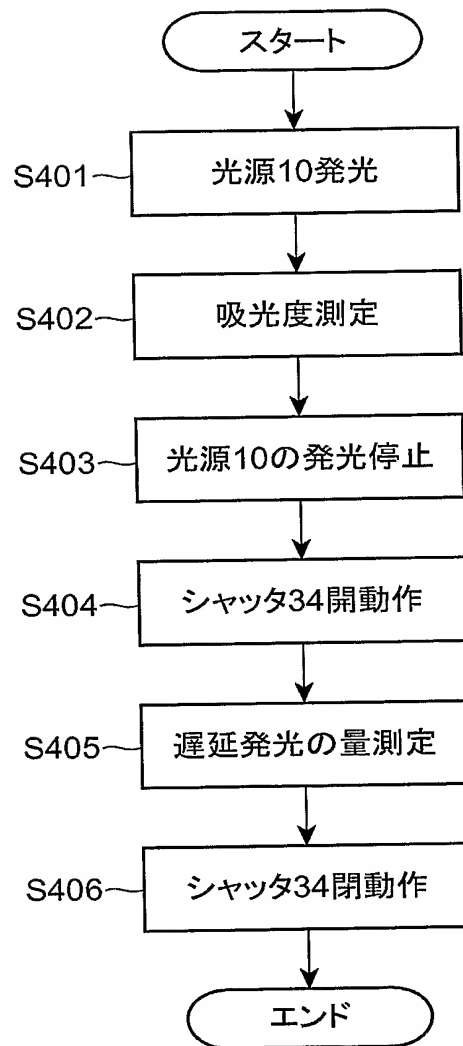 スタート
S401
光源10発光
S402
吸光度測定
S403
光源10の発光停止
S404
シャッタ34開動作
S405
遅延発光の量測定
S406
シャッタ34閉動作
エンド